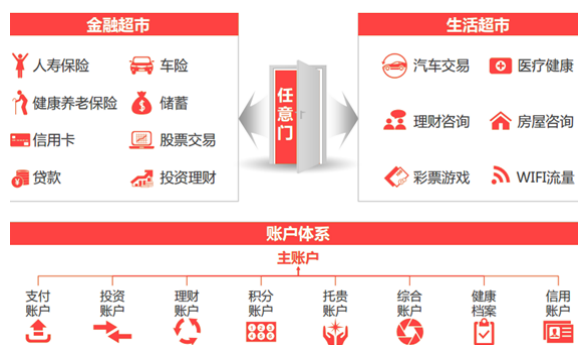 金融超市
生活超市
人寿保险
车险
健康养老保险
储蓄
信用卡
股票交易
贷款
投资理财
任意门
汽车交易
医疗健康
理财咨询
房屋咨询
彩票游戏
WIFI流量
账户体系
主账户
支付
账户
投资
账户
理财
账户
积分
账户
托贵
账户
综合
账户
健康
档案
信用
账户